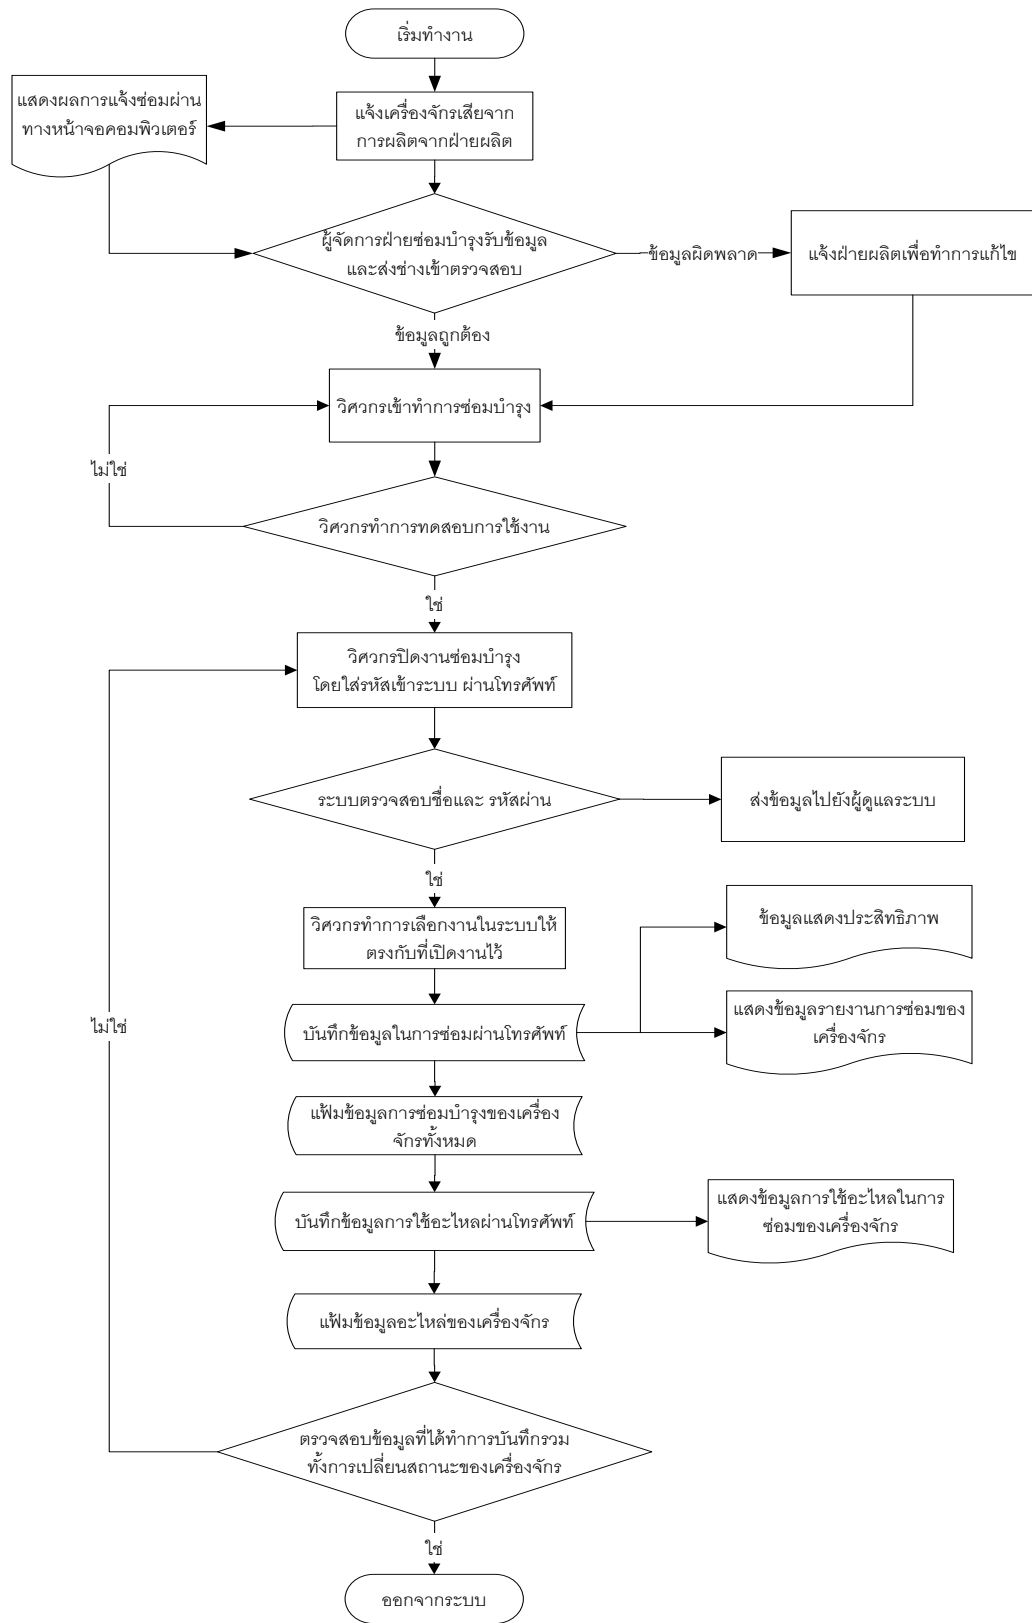 เริ่มทำงาน
แสดงผลการแจ้งซ่อมผ่าน
ทางหน้าจอคอมพิวเตอร์
แจ้งเครื่องจักรเสียจาก
การผลิตจากฝ่ายผลิต
ผู้จัดการฝ่ายซ่อมบำรุงรับข้อมูล
และส่งช่างเข้าตรวจสอบ
ข้อมูลผิดพลาด
แจ้งฝ่ายผลิตเพื่อทำการแก้ไข
ข้อมูลถูกต้อง
วิศวกรเข้าทำการซ่อมบำรุง
ไม่ใช่
วิศวกรทำการทดสอบการใช้งาน
ใช่
วิศวกรปิดงานซ่อมบำรุง
โดยใส่รหัสเข้าระบบ ผ่านโทรศัพท์
ระบบตรวจสอบชื่อและ รหัสผ่าน
ส่งข้อมูลไปยังผู้ดูแลระบบ
ใช่
วิศวกรทำการเลือกงานในระบบให้
ตรงกับที่เปิดงานไว้
ข้อมูลแสดงประสิทธิภาพ
ไม่ใช่
บันทึกข้อมูลในการซ่อมผ่านโทรศัพท์
แสดงข้อมูลรายงานการซ่อมของ
เครื่องจักร
แฟ้มข้อมูลการซ่อมบำรุงของเครื่อง
จักรทั้งหมด
บันทึกข้อมูลการใช้อะไหลผ่านโทรศัพท์
แสดงข้อมูลการใช้อะไหลในการ
ซ่อมของเครื่องจักร
แฟ้มข้อมูลอะไหล่ของเครื่องจักร
ตรวจสอบข้อมูลที่ได้ทำการบันทึกรวม
ทั้งการเปลี่ยนสถานะของเครื่องจักร
ใช่
ออกจากระบบ